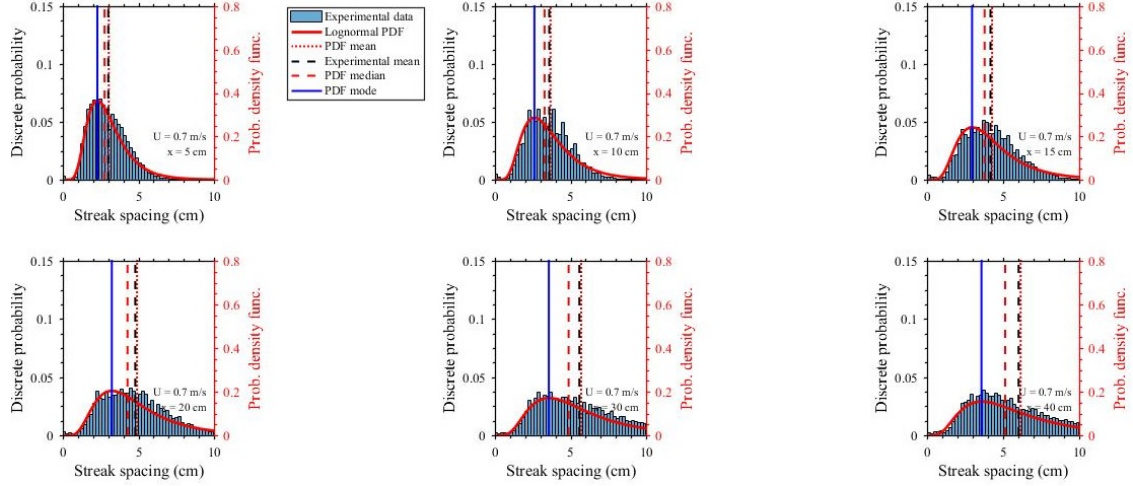 0.15
0.1
0.05
0
Discrete probability
0 5 10
Streak spacing (cm)
0.8
0.6
0.4
0.2
0
Prob. density func.
U = 0.7 m/s
x = 5 cm
Experimental data
Lognormal PDF
PDF mean
Experimental mean
PDF median
PDF mode
0.15
0.1
0.05
0
Discrete probability
0 5 10
Streak spacing (cm)
0.8
0.6
0.4
0.2
0
Prob. density func.
U = 0.7 m/s
x = 10 cm
0.15
0.1
0.05
0
Discrete probability
0 5 10
Streak spacing (cm)
0.8
0.6
0.4
0.2
0
Prob. density func.
U = 0.7 m/s
x = 15 cm
0.15
0.1
0.05
0
Discrete probability
0 5 10
Streak spacing (cm)
0.8
0.6
0.4
0.2
0
Prob. density func.
U = 0.7 m/s
x = 20 cm
0.15
0.1
0.05
0
Discrete probability
0 5 10
Streak spacing (cm)
0.8
0.6
0.4
0.2
0
Prob. density func.
U = 0.7 m/s
x = 30 cm
0.15
0.1
0.05
0
Discrete probability
0 5 10
Streak spacing (cm)
0.8
0.6
0.4
0.2
0
Prob. density func.
U = 0.7 m/s
x = 40 cm